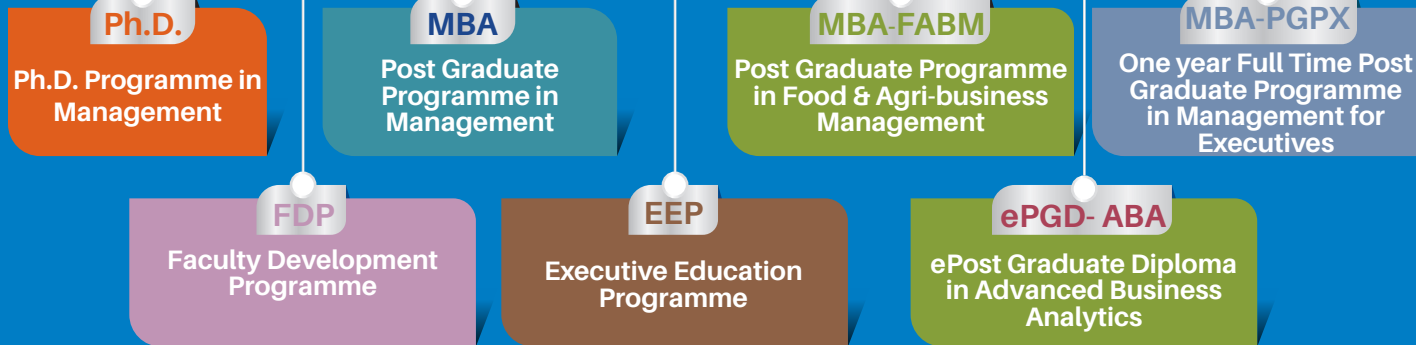 Ph.D.
Ph.D. Programme in
Management
MBA
Post Graduate
Programme in
Management
MBA-FABM
Post Graduate Programme
in Food & Agri-business
Management
MBA-PGPX
One year Full Time Post
Graduate Programme
in Management for
Executives
FDP
Faculty Development
Programme
EEP
Executive Education
Programme
ePGD- ABA
ePost Graduate Diploma
in Advanced Business
Analytics